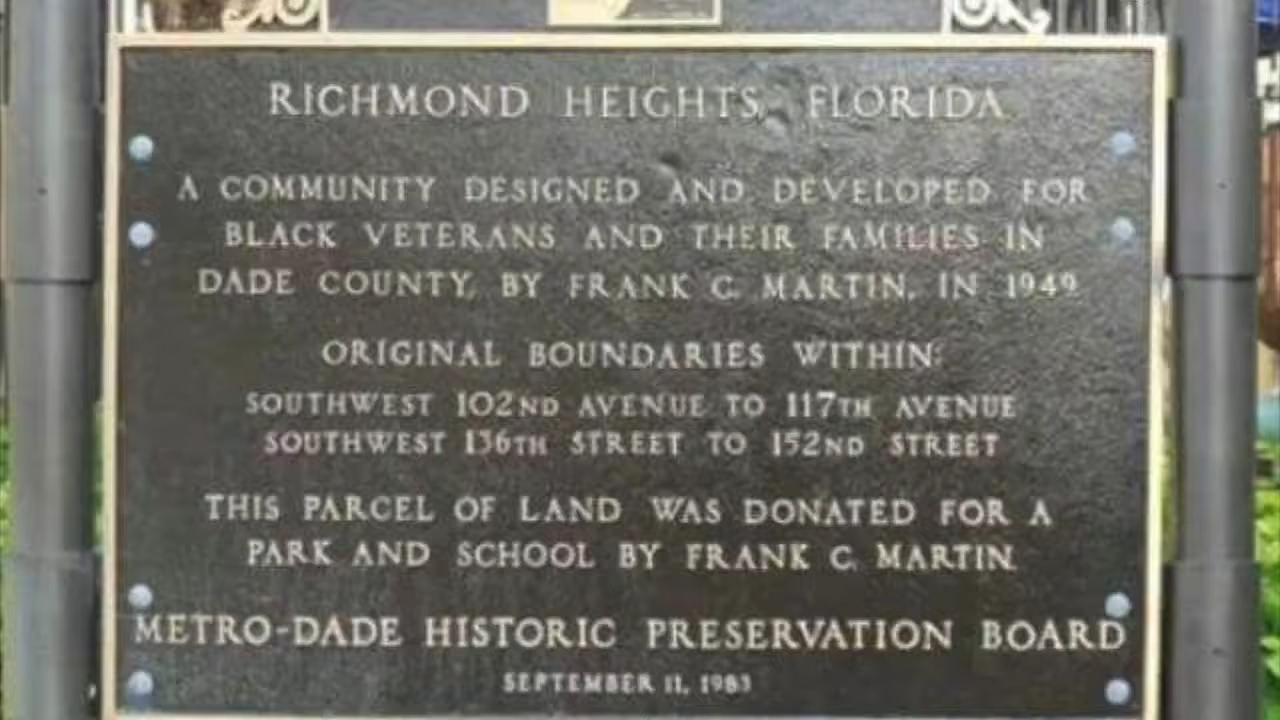 RICHMOND HEIGHTS, FLORIDA
A COMMUNITY DESIGNED AND DEVELOPED FOR
BLACK VETERANS AND THEIR FAMILIES IN
DADE COUNTY, BY FRANK C. MARTIN, IN 1949
ORIGINAL BOUNDARIES WITHIN:
SOUTHWEST 102ND AVENUE TO 117TH AVENUE
SOUTHWEST 136TH STREET TO 152ND STREET
THIS PARCEL OF LAND WAS DONATED FOR A
PARK AND SCHOOL BY FRANK C. MARTIN.
METRO-DADE HISTORIC PRESERVATION BOARD
SEPTEMBER 11, 1983